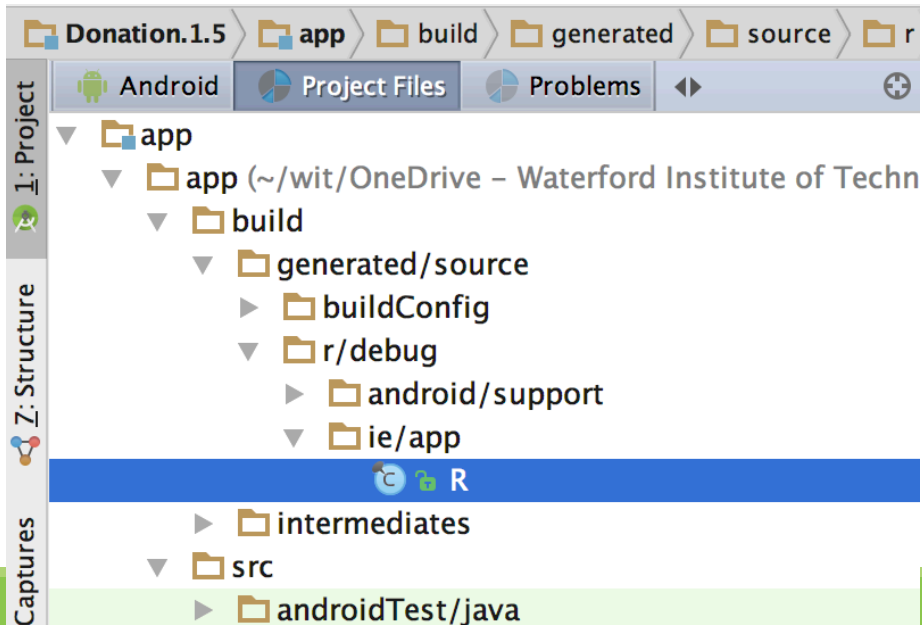 Donation.1.5 app build generated source r
Android Project Files Problems
1: Project
app
app (~/wit/OneDrive – Waterford Institute of Techn
build
generated/source
buildConfig
r/debug
android/support
ie/app
C R
intermediates
src
androidTest/java
7: Structure
Captures